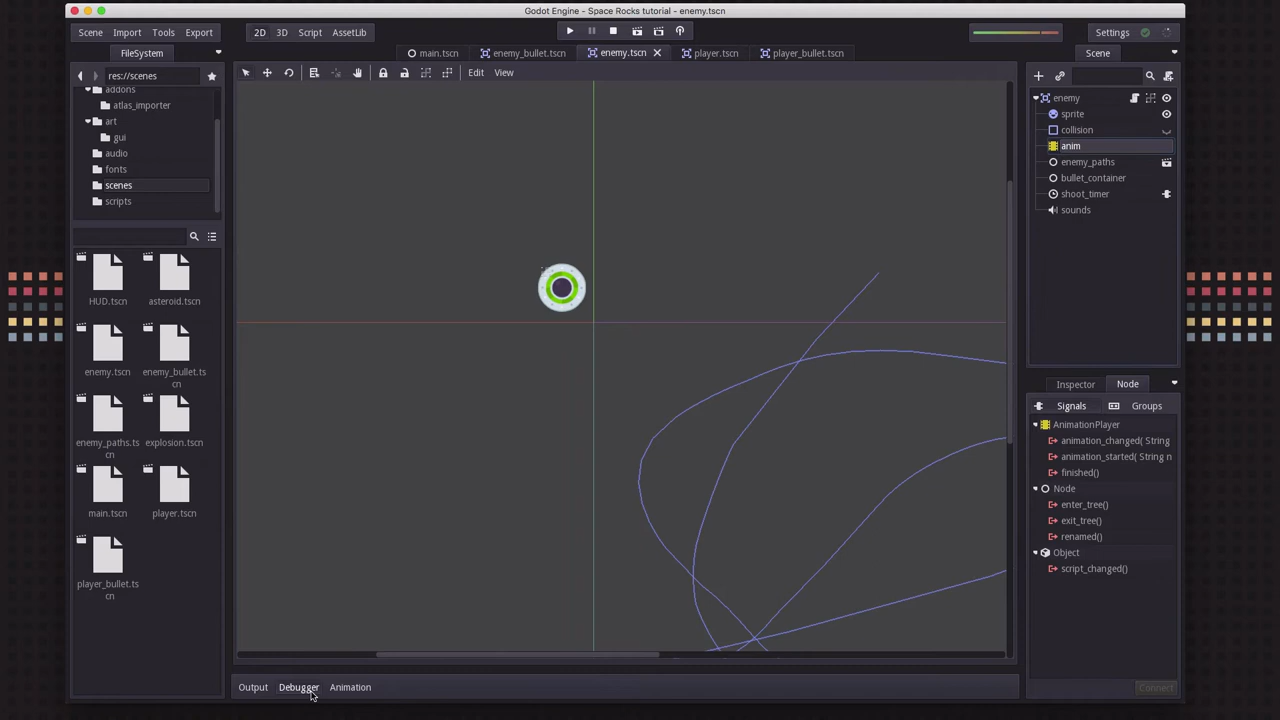 Godot Engine - Space Rocks tutorial - enemy.tscn
Scene Import Tools Export 2D 3D Script AssetLib Settings
FileSystem
main.tscn enemy_bullet.tscn enemy.tscn player.tscn player_bullet.tscn
Scene
res://scenes
Edit View
addons
atlas_importer
art
gui
audio
fonts
scenes
scripts
HUD.tscn asteroid.tscn
enemy.tscn enemy_bullet.ts
cn
enemy_paths.ts explosion.tscn
cn
main.tscn player.tscn
player_bullet.ts
cn
enemy
sprite
collision
anim
enemy_paths
bullet_container
shoot_timer
sounds
Inspector Node
Signals Groups
AnimationPlayer
animation_changed( String
animation_started( String n
finished()
Node
enter_tree()
exit_tree()
renamed()
Object
script_changed()
Connect
Output Debugger Animation